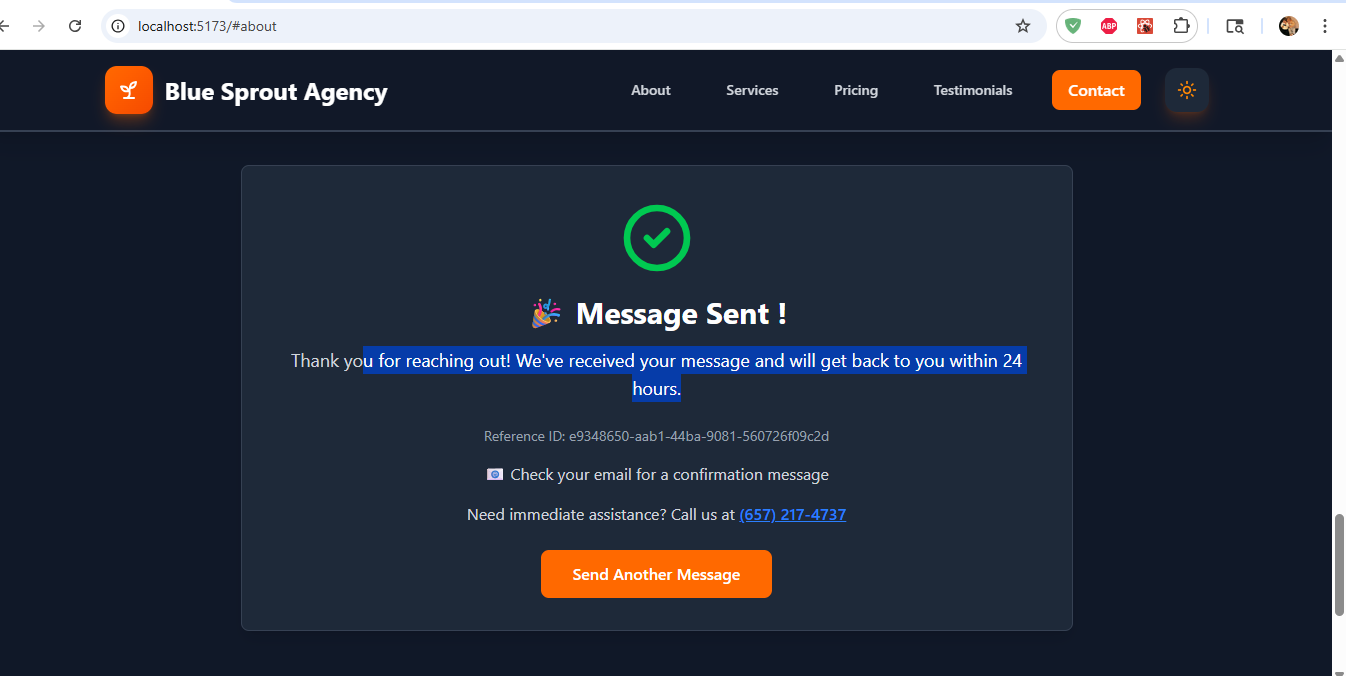 localhost:5173/#about
ABP
Blue Sprout Agency
About
Services
Pricing
Testimonials
Contact
🎉 Message Sent !
Thank you for reaching out! We've received your message and will get back to you within 24
hours.
Reference ID: e9348650-aab1-44ba-9081-560726f09c2d
📧 Check your email for a confirmation message
Need immediate assistance? Call us at (657) 217-4737
Send Another Message